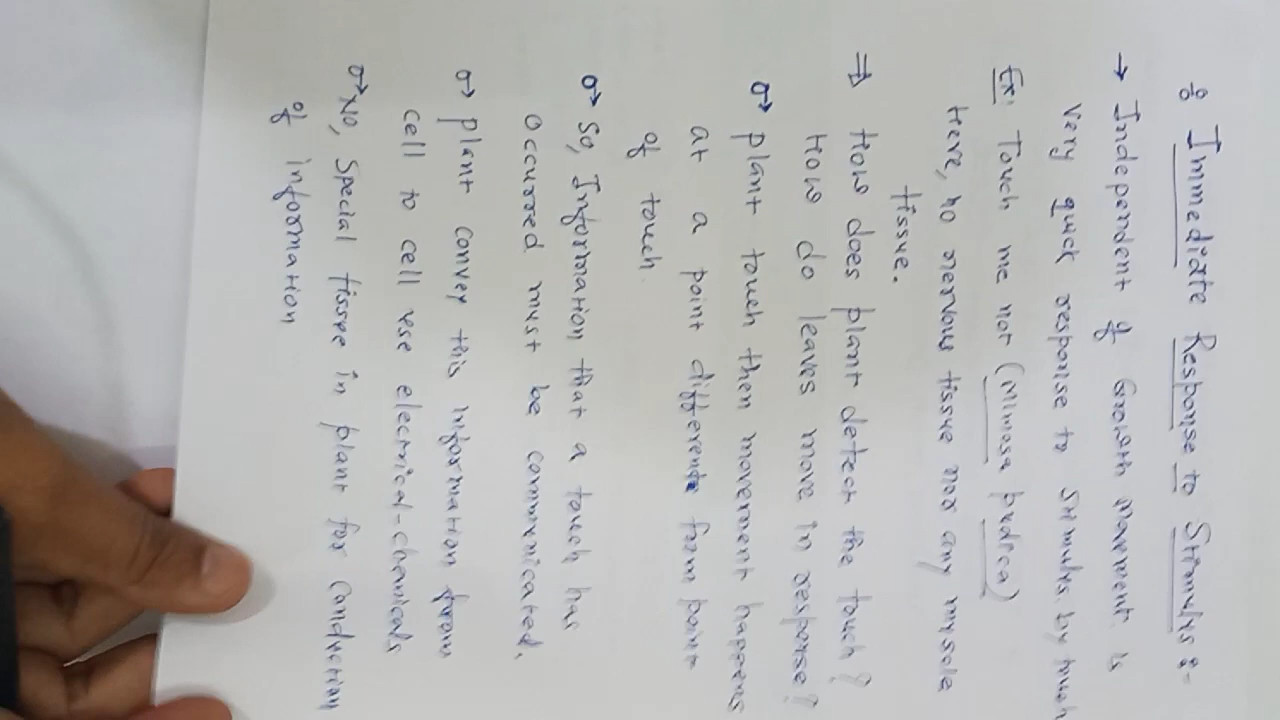 Immediate Response to Stimulus :-
→ Independent of Growth movement is
Very quck response to stimulus by touch
Ex: Touch me not (Mimosa pudica)
Here, no nervous tissue nor any muscle
tissue.
⇒ How does plant detect the touch?
How do leaves move in response?
→ plant touch then movement happens
at a point different from point
of touch.
→ So, Information that a touch has
occurred must be communicated.
→ plant convey this information from
cell to cell use electrical-chemicals
→ No, Special tissue in plant for conduction
of information